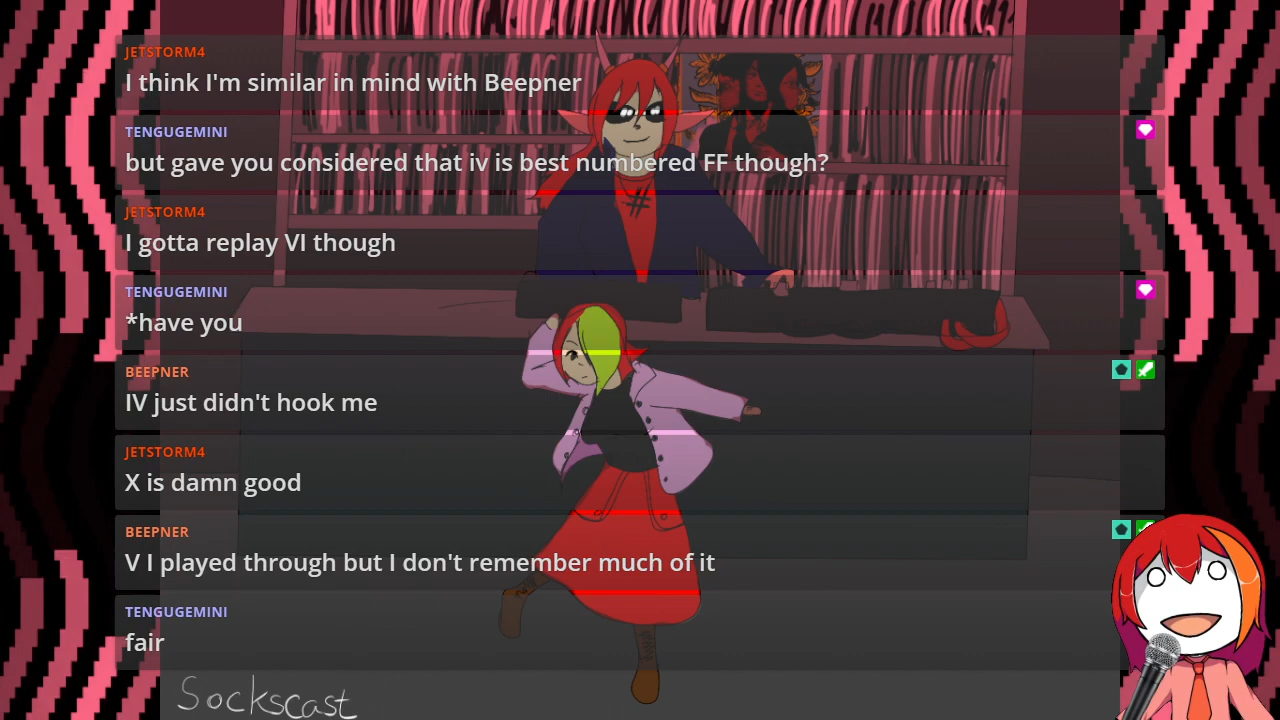 JETSTORM4
I think I'm similar in mind with Beepner
TENGUGEMINI
but gave you considered that iv is best numbered FF though?
JETSTORM4
I gotta replay VI though
TENGUGEMINI
*have you
BEEPNER
IV just didn't hook me
JETSTORM4
X is damn good
BEEPNER
V I played through but I don't remember much of it
TENGUGEMINI
fair
Sockscast